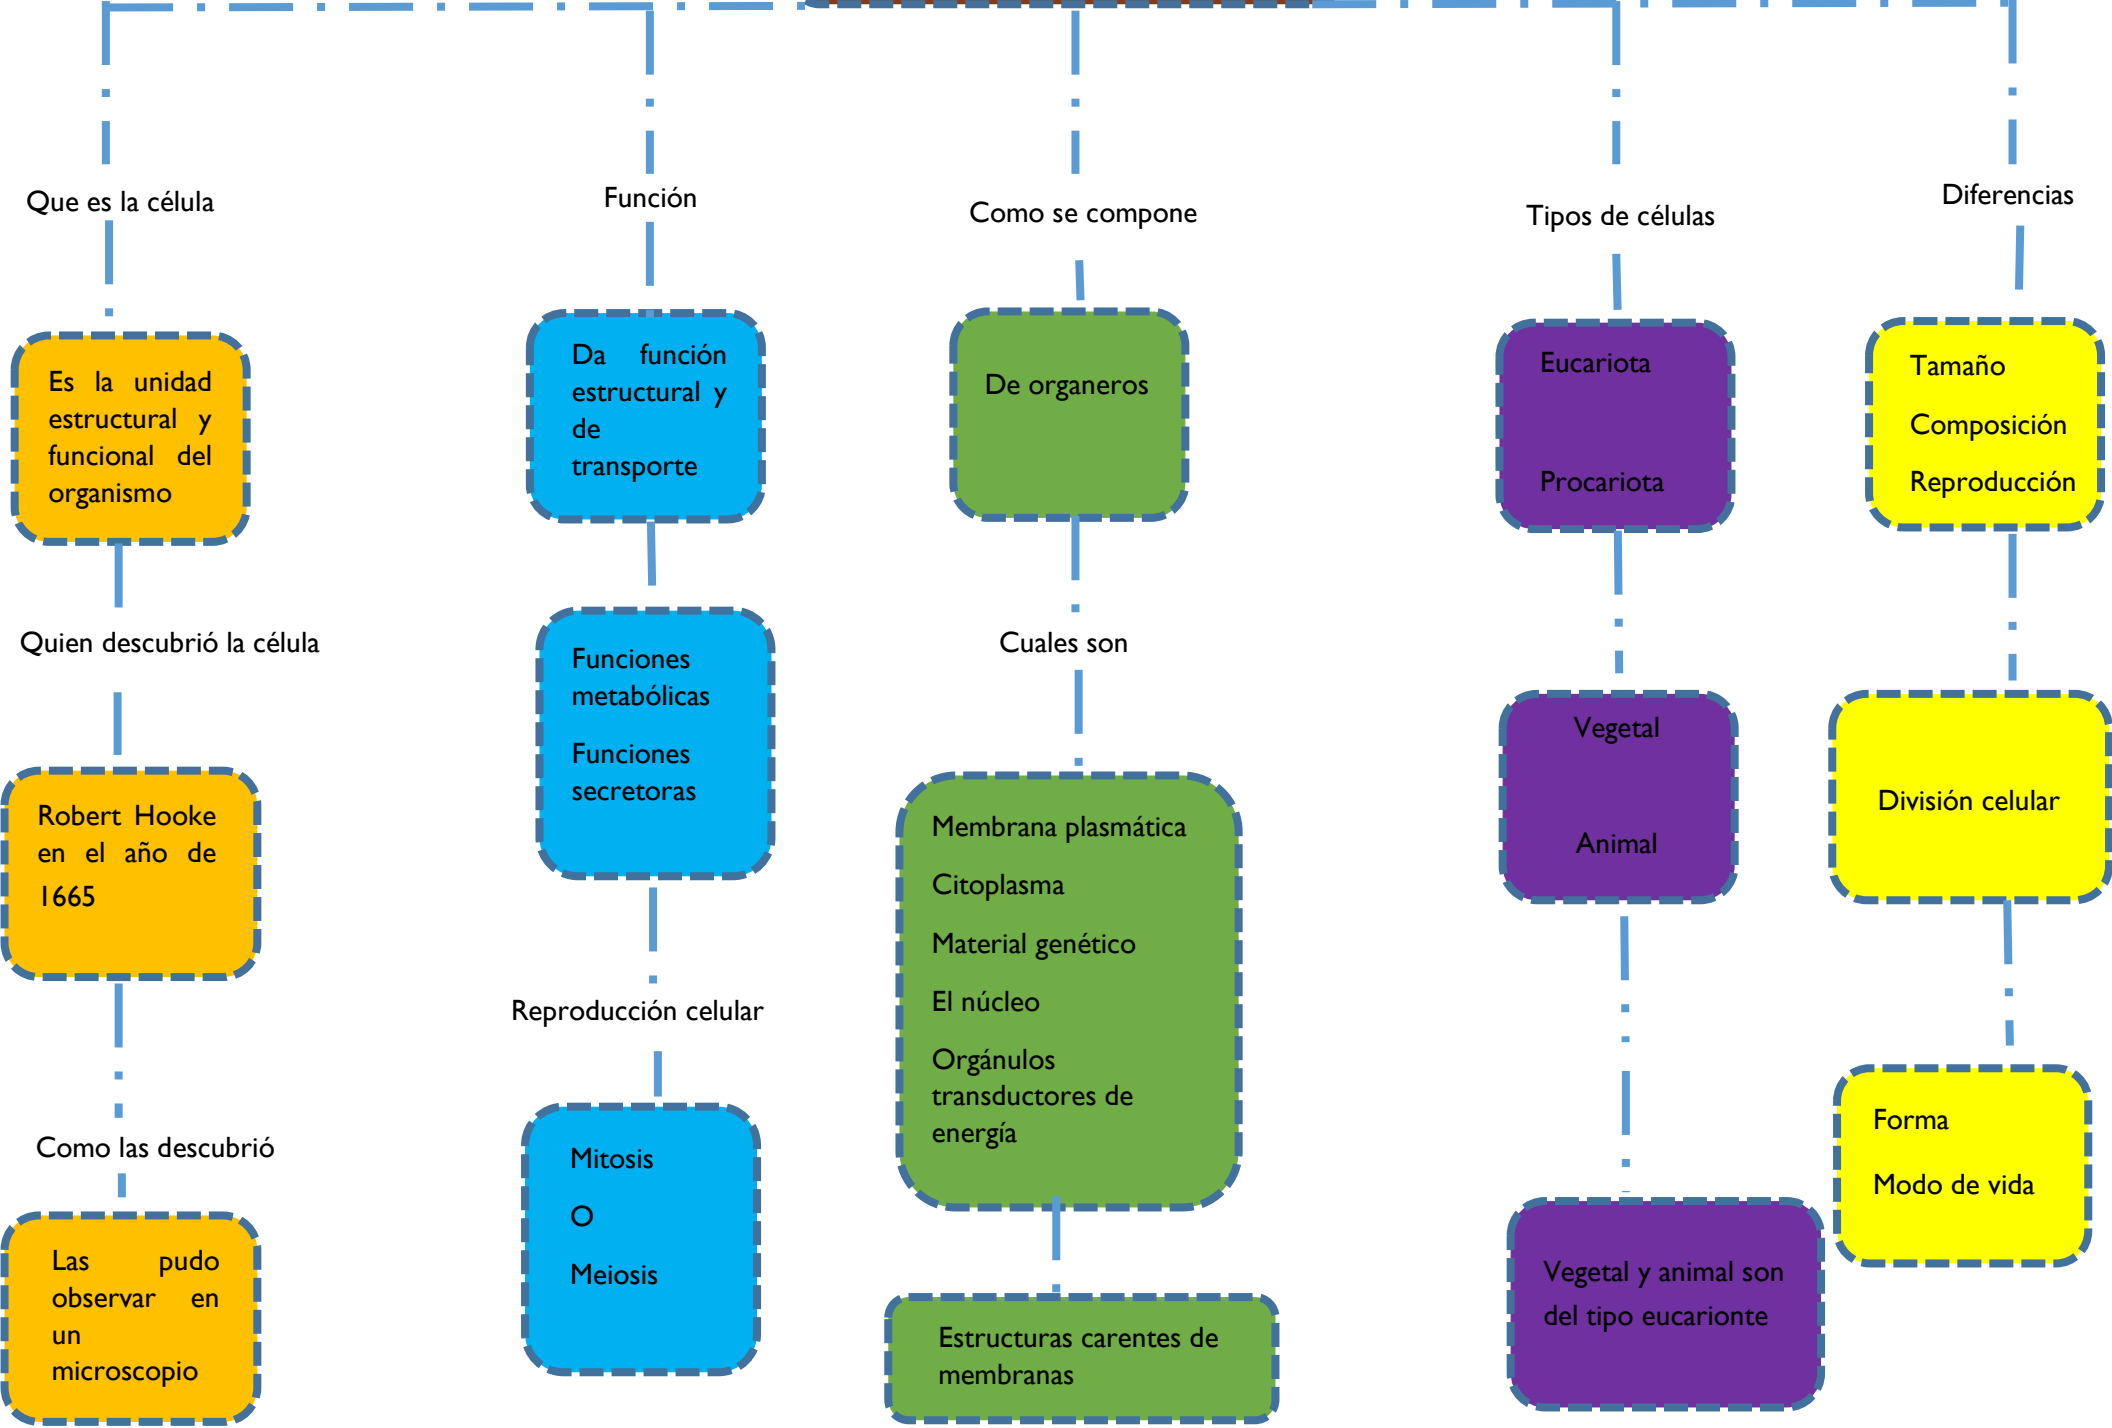 Que es la célula
Es la unidad
estructural y
funcional del
organismo
Quien descubrió la célula
Robert Hooke
en el año de
1665
Como las descubrió
Las pudo
observar en
un
microscopio
Función
Da función
estructural y
de
transporte
Funciones
metabólicas
Funciones
secretoras
Reproducción celular
Mitosis
O
Meiosis
Como se compone
De organeros
Cuales son
Membrana plasmática
Citoplasma
Material genético
El núcleo
Orgánulos
transductores de
energía
Estructuras carentes de
membranas
Tipos de células
Eucariota
Procariota
Vegetal
Animal
Vegetal y animal son
del tipo eucarionte
Diferencias
Tamaño
Composición
Reproducción
División celular
Forma
Modo de vida